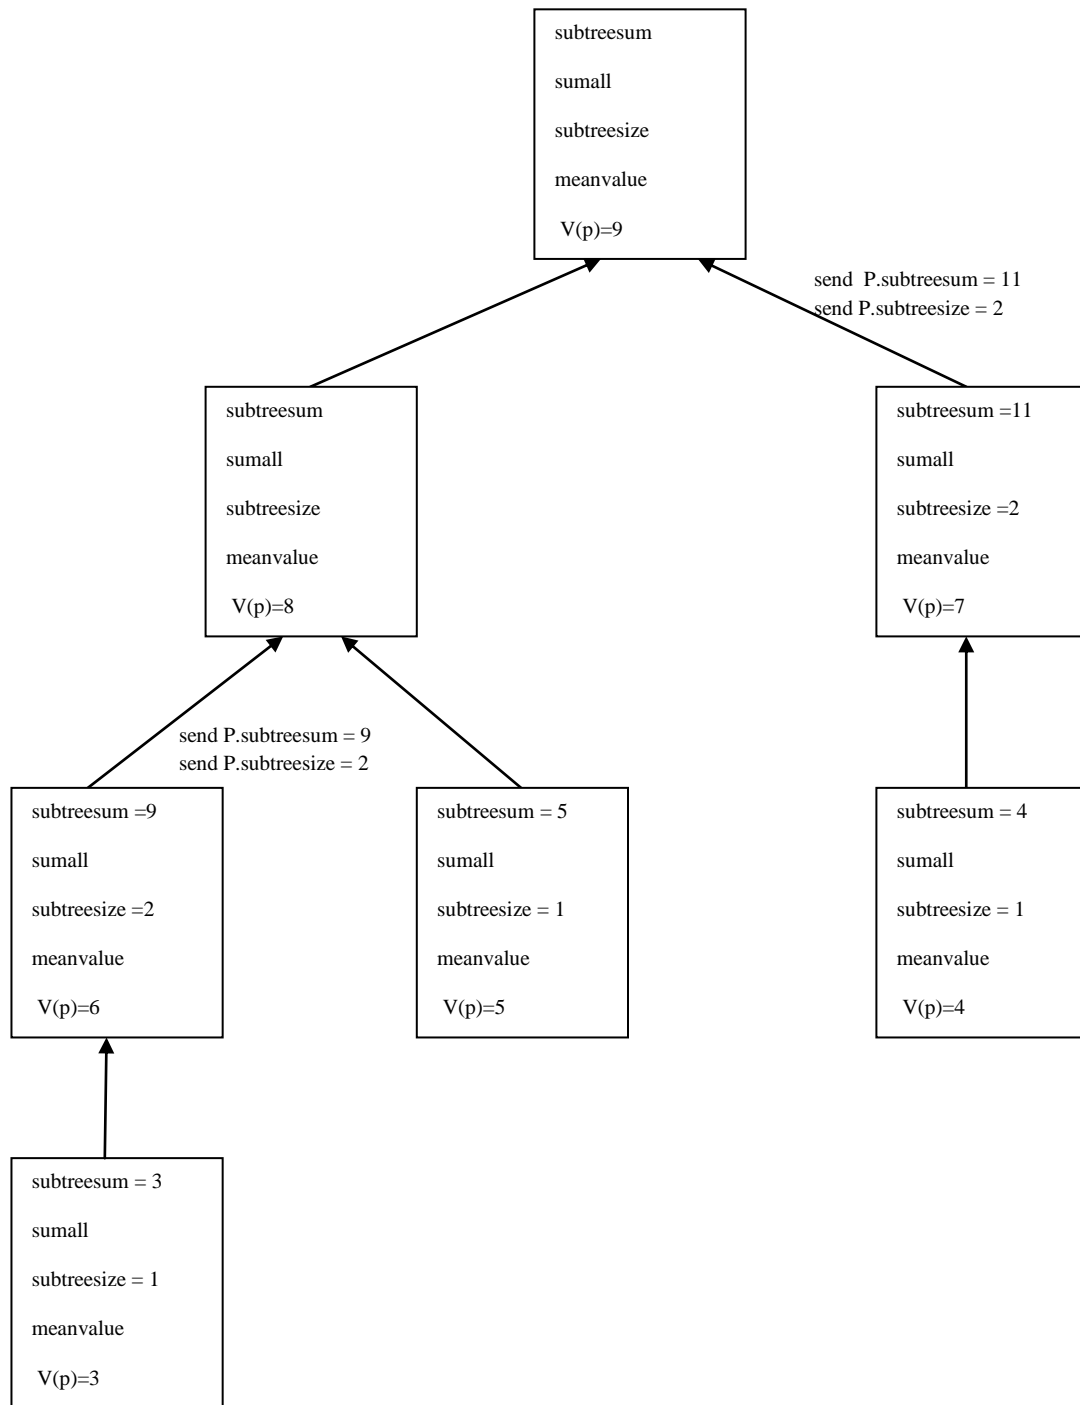 subtreesum
sumall
subtreesize
meanvalue
V(p)=9
send P.subtreesum = 11
send P.subtreesize = 2
subtreesum
sumall
subtreesize
meanvalue
V(p)=8
subtreesum =11
sumall
subtreesize =2
meanvalue
V(p)=7
send P.subtreesum = 9
send P.subtreesize = 2
subtreesum =9
sumall
subtreesize =2
meanvalue
V(p)=6
subtreesum = 5
sumall
subtreesize = 1
meanvalue
V(p)=5
subtreesum = 4
sumall
subtreesize = 1
meanvalue
V(p)=4
subtreesum = 3
sumall
subtreesize = 1
meanvalue
V(p)=3